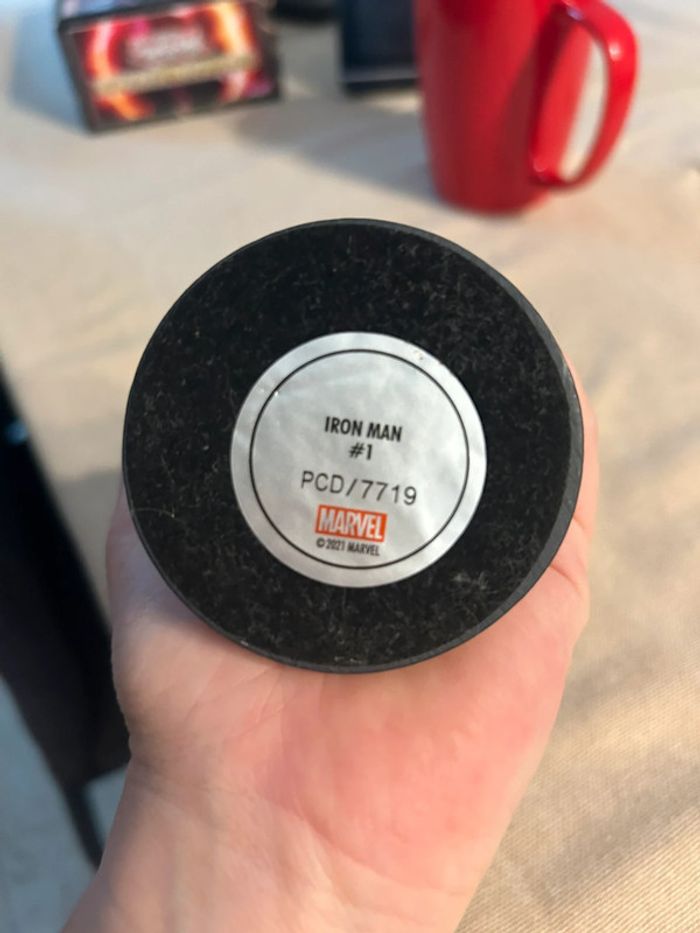 IRON MAN
#1
PCD/7719
MARVEL
© 2021 MARVEL